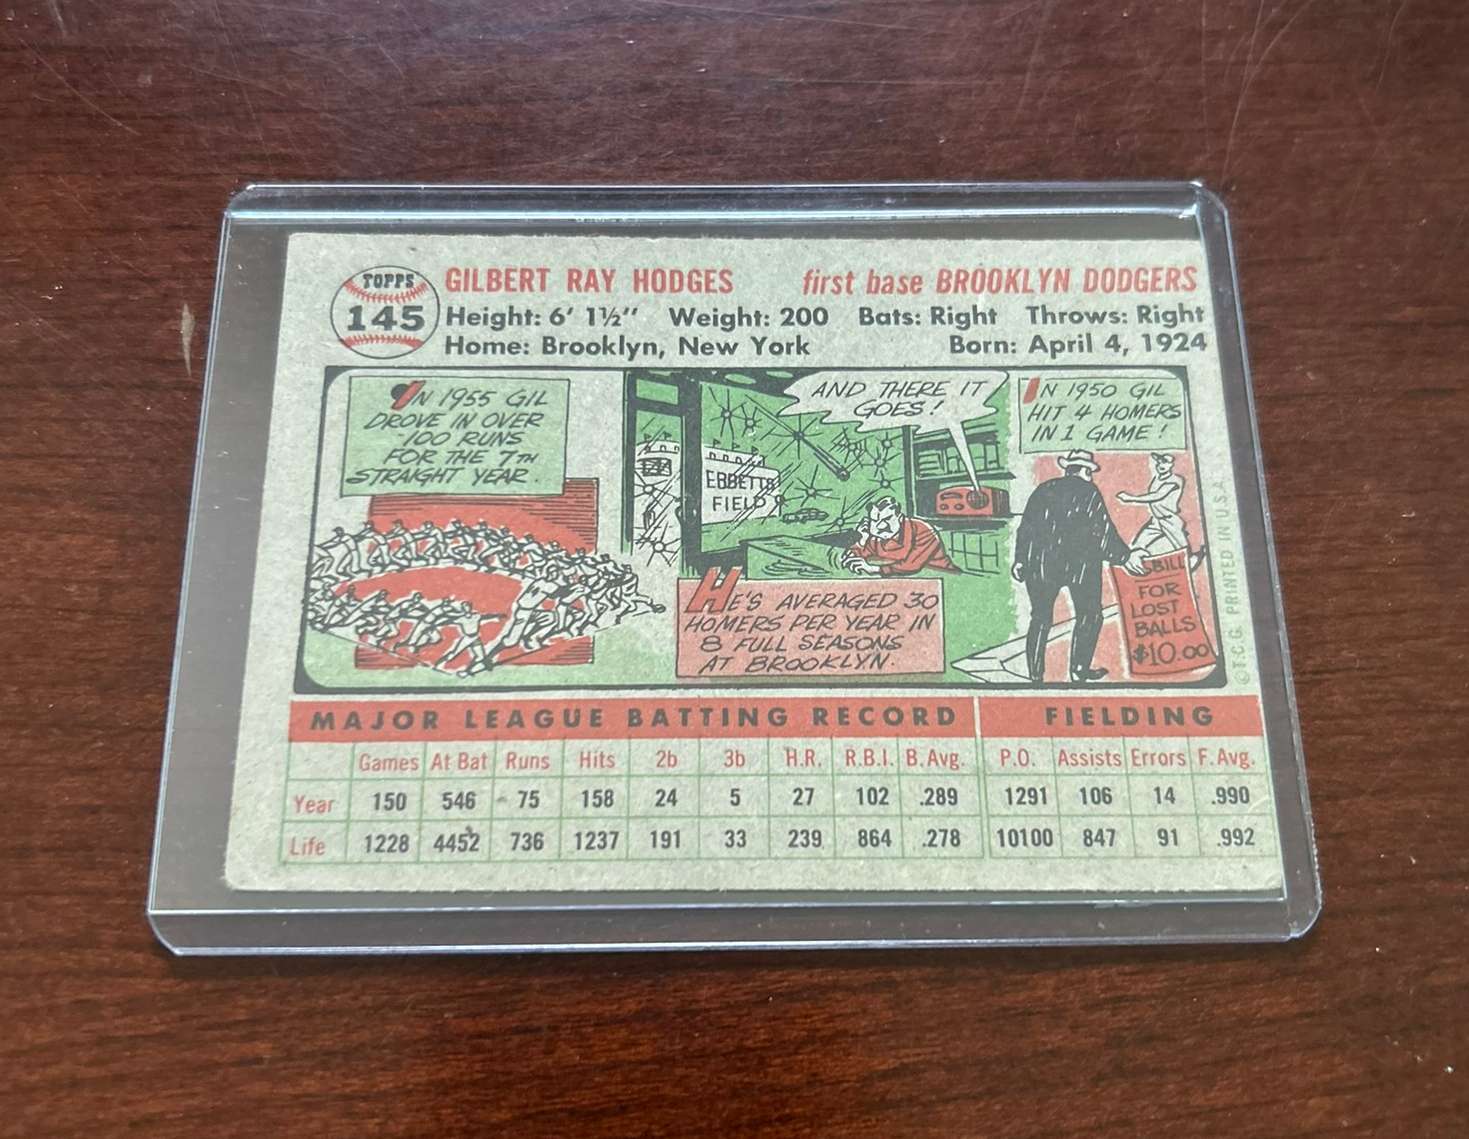 TOPPS
145
GILBERT RAY HODGES first base BROOKLYN DODGERS
Height: 6' 1½" Weight: 200 Bats: Right Throws: Right
Home: Brooklyn, New York Born: April 4, 1924
IN 1955 GIL
DROVE IN OVER
100 RUNS
FOR THE 7TH
STRAIGHT YEAR.
EBBETTS
FIELD
AND THERE IT
GOES!
HE'S AVERAGED 30
HOMERS PER YEAR IN
8 FULL SEASONS
AT BROOKLYN.
IN 1950 GIL
HIT 4 HOMERS
IN 1 GAME!
BILL
FOR
LOST
BALLS
$10.00
©T.C.G. PRINTED IN U.S.A.
MAJOR LEAGUE BATTING RECORD FIELDING
Games At Bat Runs Hits 2b 3b H.R. R.B.I. B. Avg. P.O. Assists Errors F. Avg.
Year 150 546 75 158 24 5 27 102 .289 1291 106 14 .990
Life 1228 4452 736 1237 191 33 239 864 .278 10100 847 91 .992